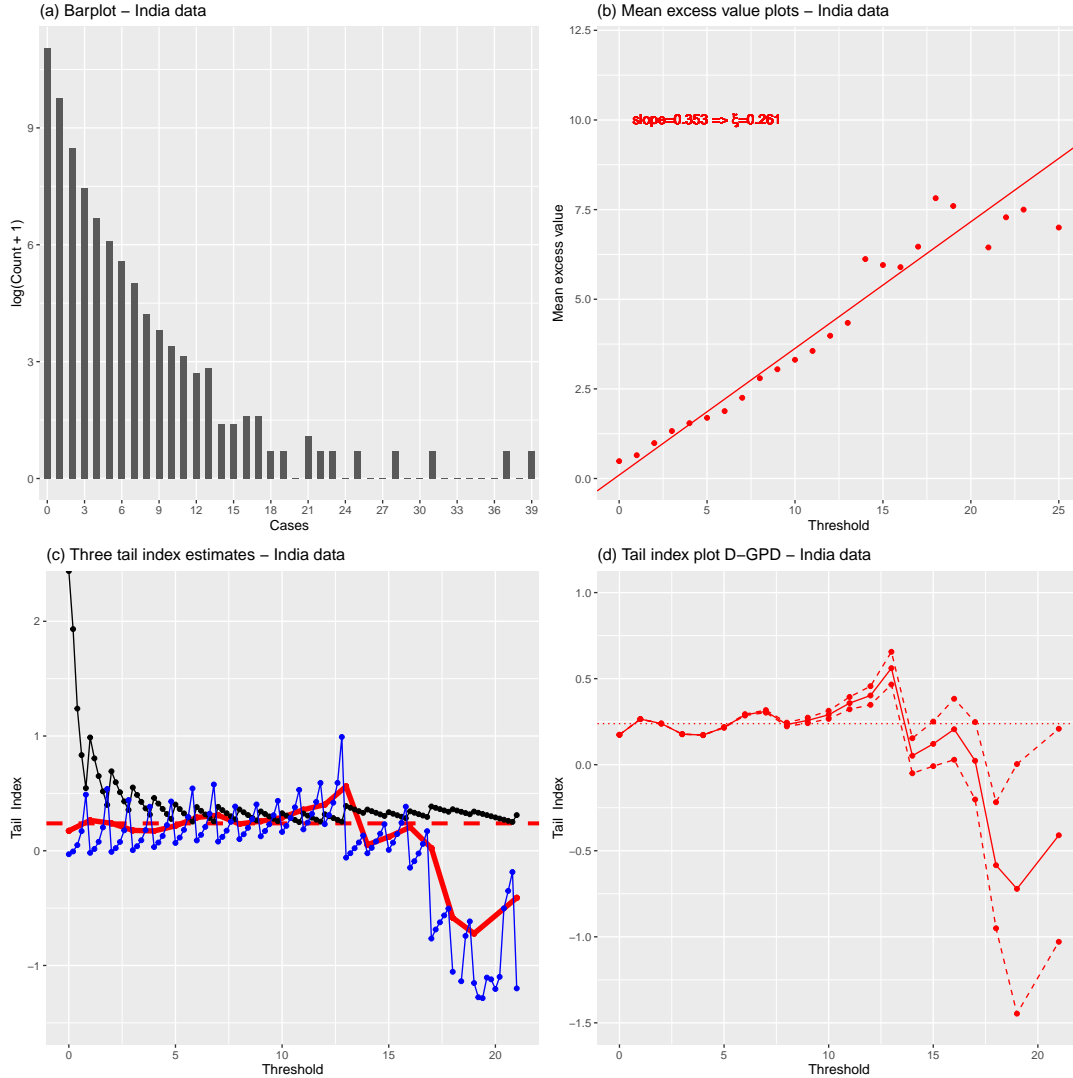 (a) Barplot – India data
log(Count + 1)
9
6
3
0
0 3 6 9 12 15 18 21 24 27 30 33 36 39
Cases
(b) Mean excess value plots – India data
Mean excess value
12.5
10.0
7.5
5.0
2.5
0.0
slope=0.353 => ξ=0.261
0 5 10 15 20 25
Threshold
(c) Three tail index estimates – India data
Tail Index
2
1
0
−1
0 5 10 15 20
Threshold
(d) Tail index plot D−GPD – India data
Tail Index
1.0
0.5
0.0
−0.5
−1.0
−1.5
0 5 10 15 20
Threshold